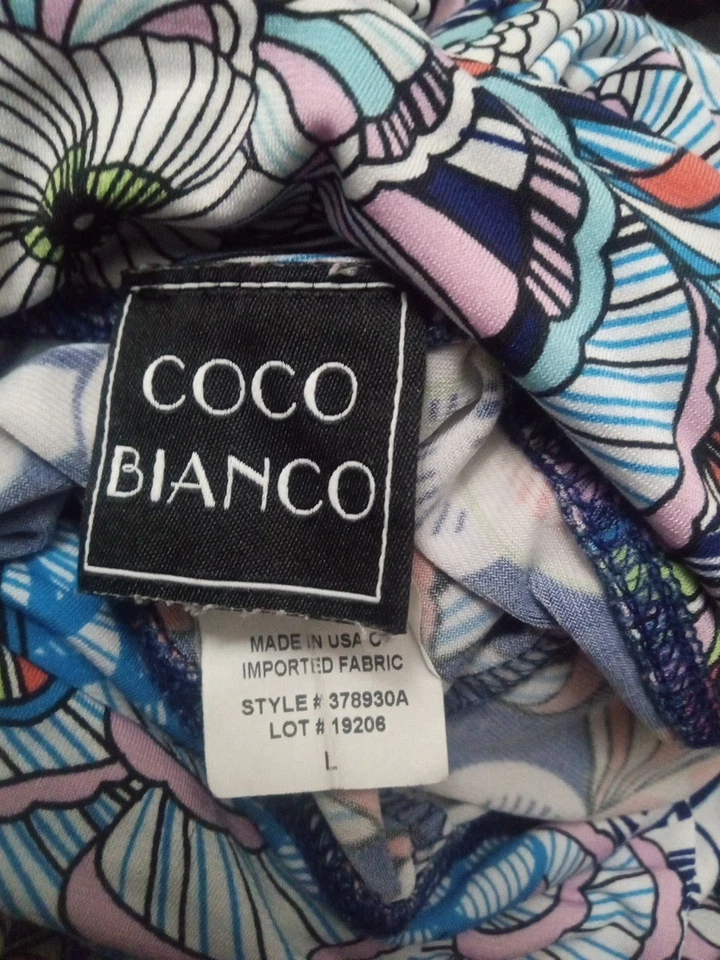 COCO
BIANCO
MADE IN USA O
IMPORTED FABRIC
STYLE # 378930A
LOT # 19206
L